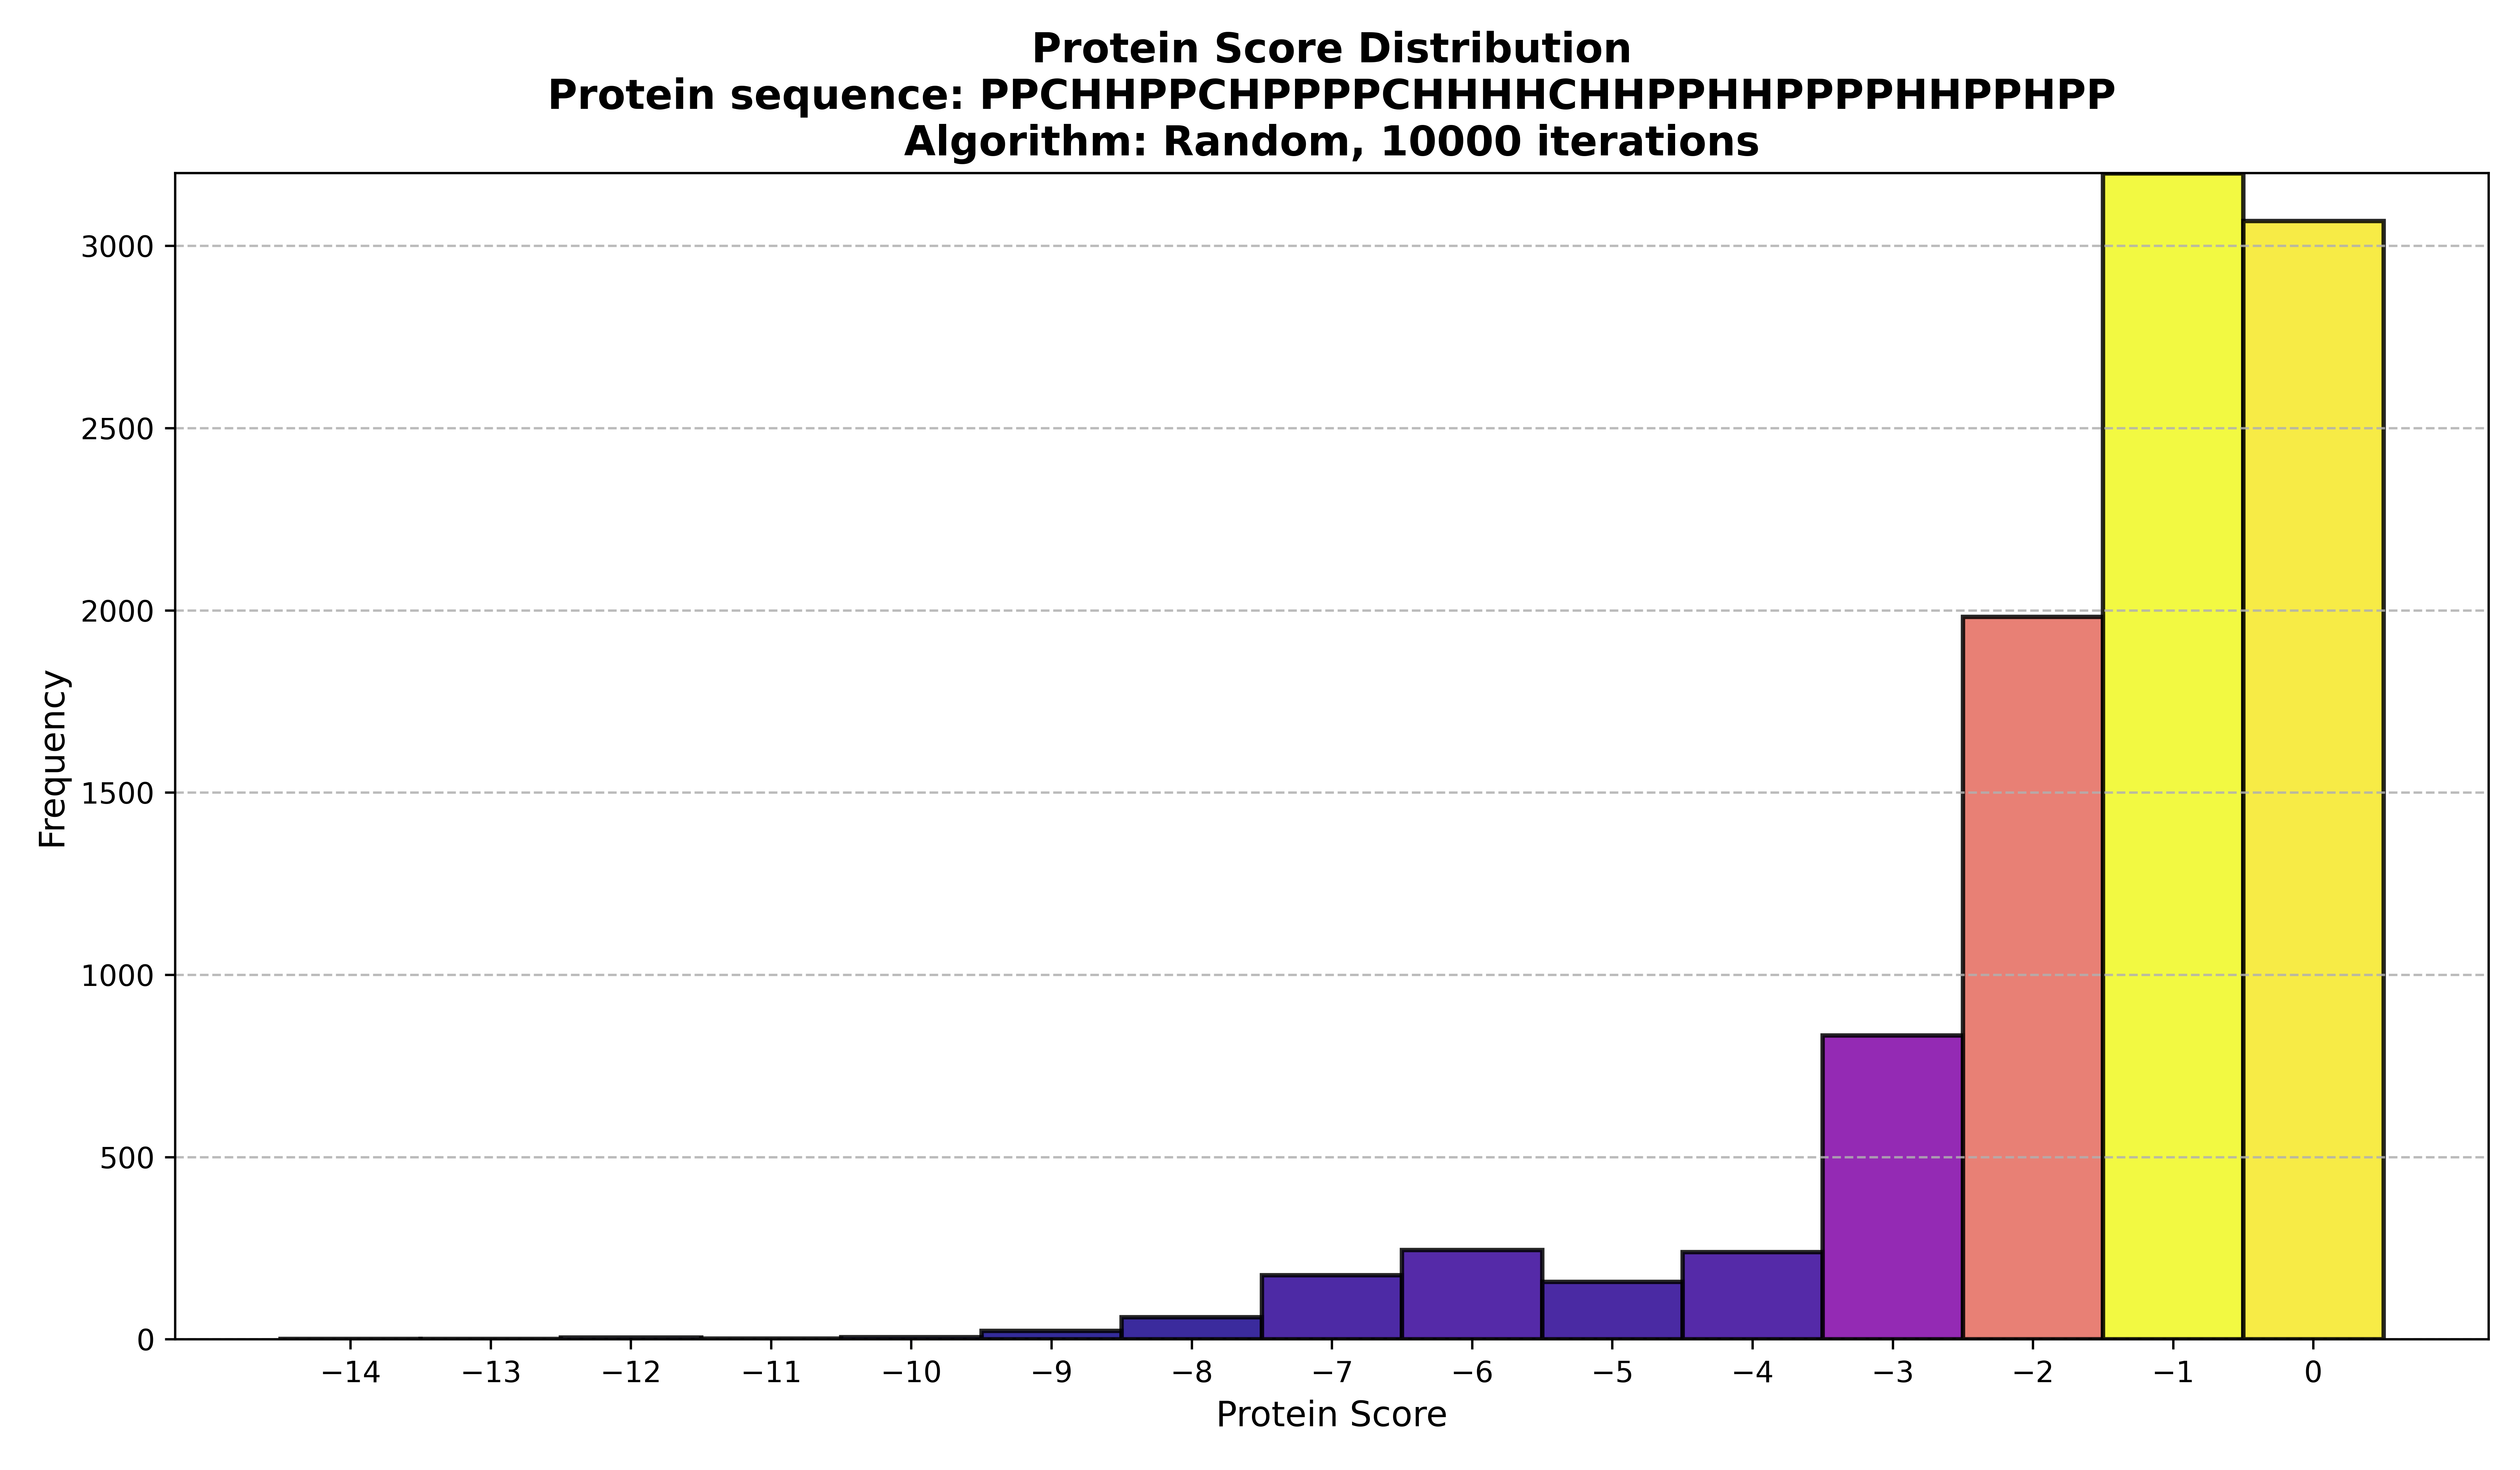 Protein Score Distribution
Protein sequence: PPCHHPPCHPPPPCHHHHCHHPPHHPPPPHHPPHPP
Algorithm: Random, 10000 iterations
3000
2500
2000
1500
1000
500
0
Frequency
−14 −13 −12 −11 −10 −9 −8 −7 −6 −5 −4 −3 −2 −1 0
Protein Score